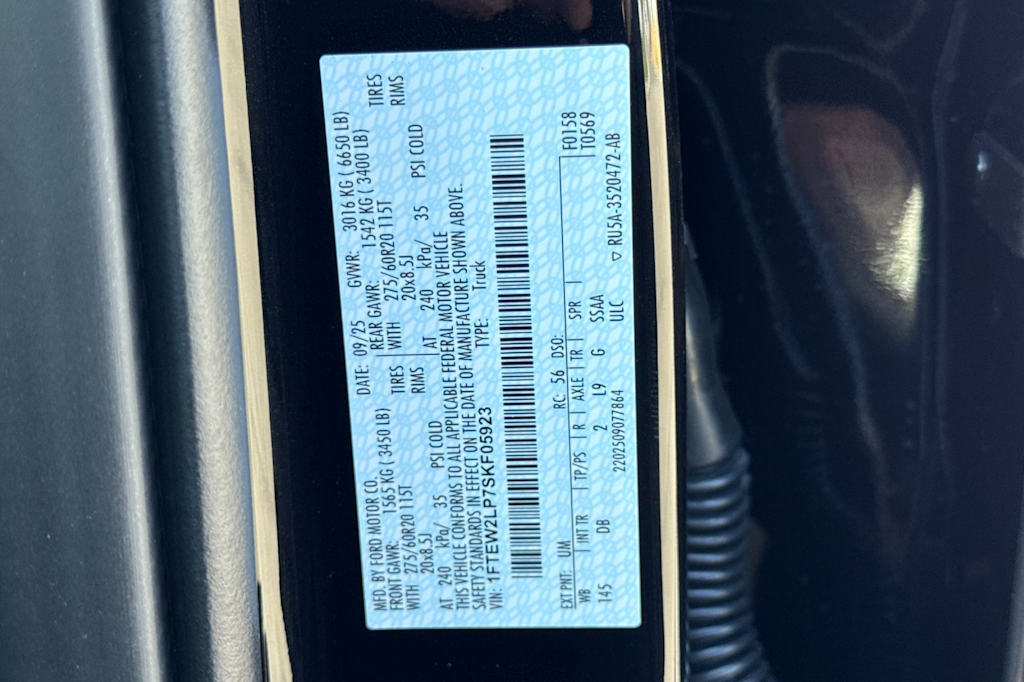 MFD. BY FORD MOTOR CO.
DATE: 09/25 GVWR: 3016 KG ( 6650 LB)
FRONT GAWR: 1565 KG ( 3450 LB) REAR GAWR: 1542 KG ( 3400 LB)
WITH 275/60R20 115T TIRES WITH 275/60R20 115T TIRES
20x8.5J RIMS 20x8.5J RIMS
AT 240 kPa/ 35 PSI COLD AT 240 kPa/ 35 PSI COLD
THIS VEHICLE CONFORMS TO ALL APPLICABLE FEDERAL MOTOR VEHICLE
SAFETY STANDARDS IN EFFECT ON THE DATE OF MANUFACTURE SHOWN ABOVE.
VIN: 1FTEW2LP7SKF05923 TYPE: Truck
EXT PNT: UM RC: 56 DSO: F0158
WB INT TR TP/PS R AXLE TR SPR T0569
145 DB 2 L9 G SSAA
2202509077864 ULC
▽ RU5A-3520472-AB